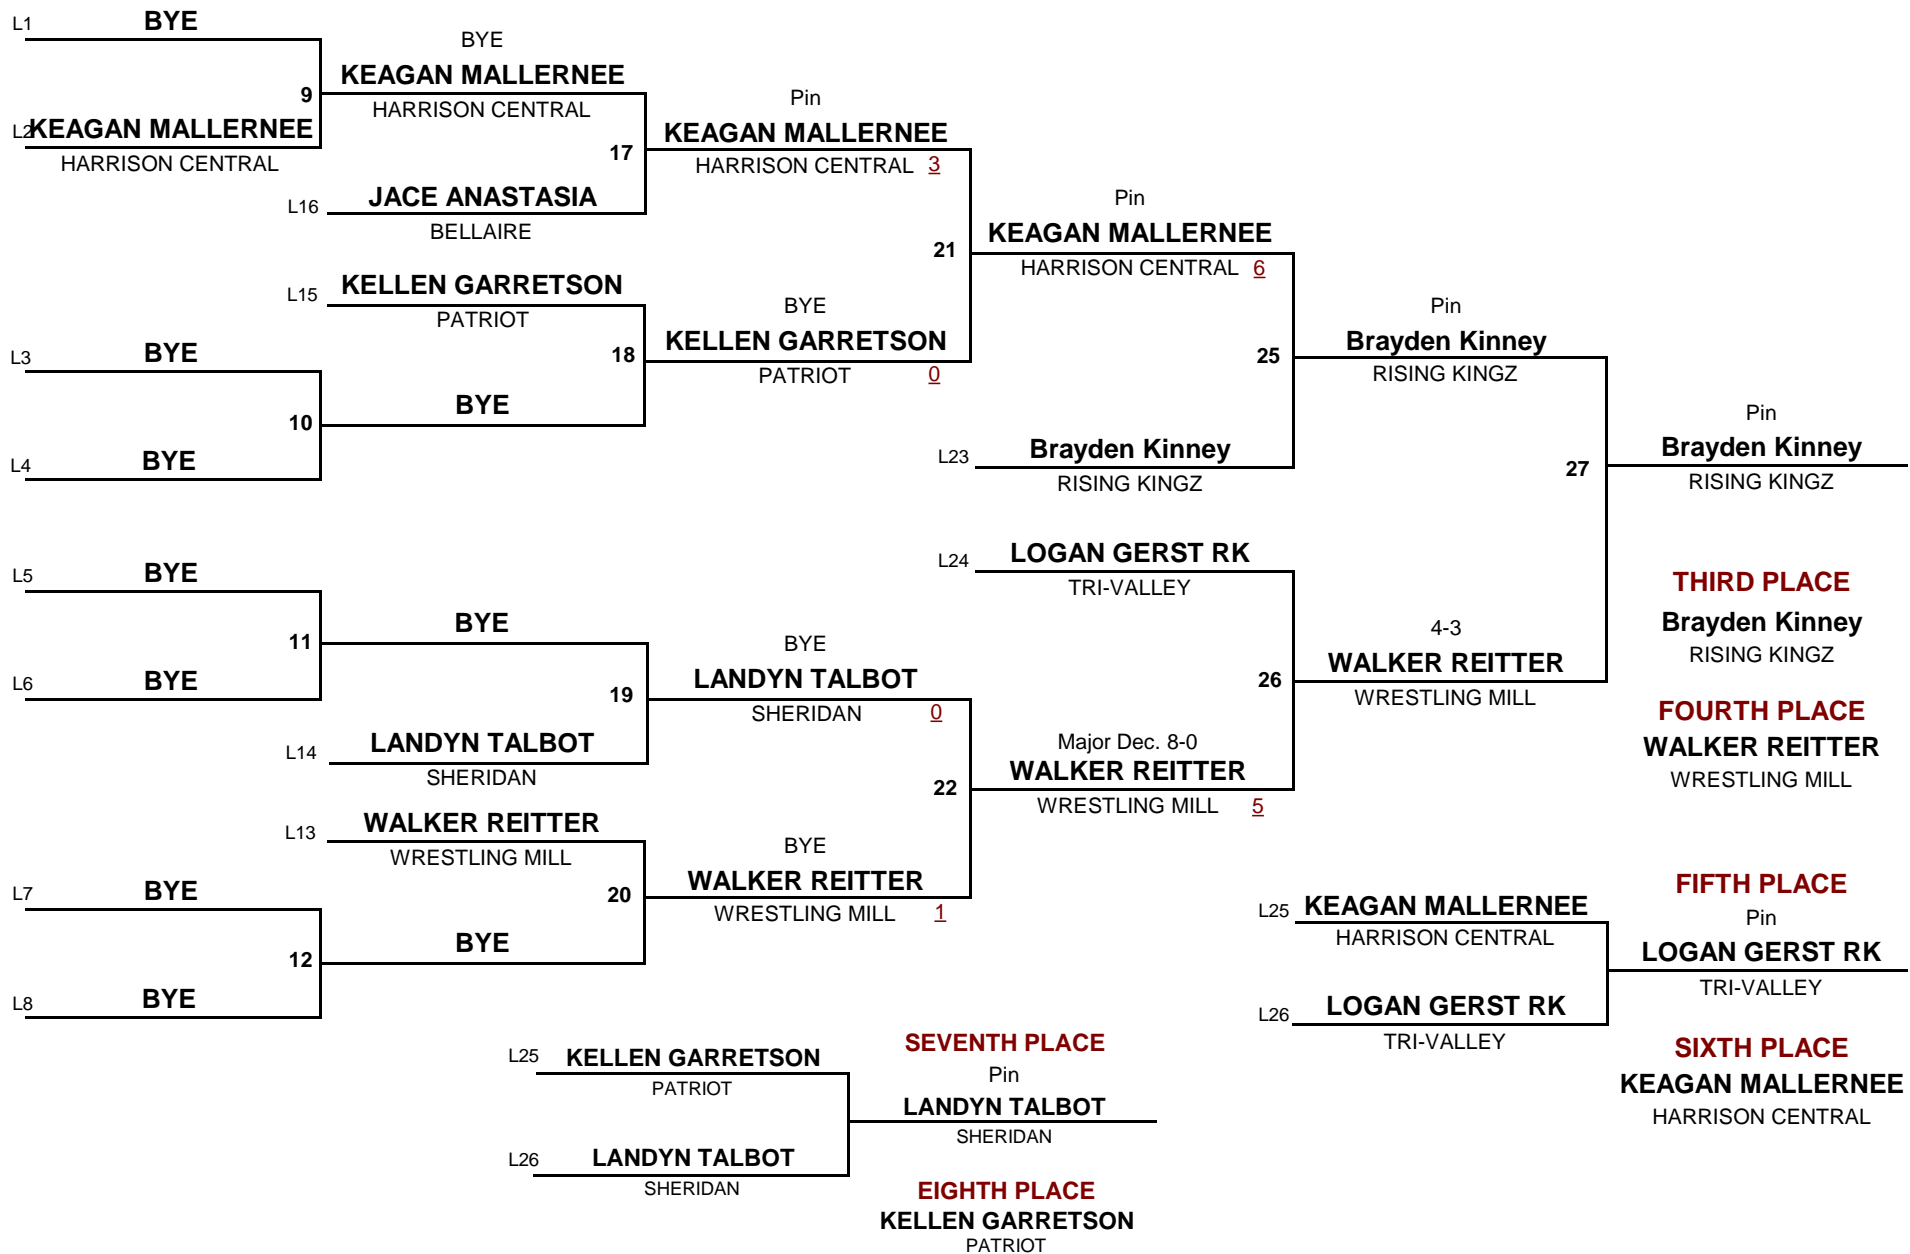 L1 BYE
BYE
KEAGAN MALLERNEE
9
HARRISON CENTRAL
L2 KEAGAN MALLERNEE
HARRISON CENTRAL
Pin
KEAGAN MALLERNEE
17
HARRISON CENTRAL 3
L16 JACE ANASTASIA
BELLAIRE
Pin
KEAGAN MALLERNEE
21
HARRISON CENTRAL 6
L15 KELLEN GARRETSON
PATRIOT
BYE
KELLEN GARRETSON
18
PATRIOT 0
L3 BYE
10 BYE
L4 BYE
Pin
Brayden Kinney
25
RISING KINGZ
L23 Brayden Kinney
RISING KINGZ
Pin
Brayden Kinney
27
RISING KINGZ
L24 LOGAN GERST RK
TRI-VALLEY
L5 BYE
11 BYE
L6 BYE
BYE
LANDYN TALBOT
19
SHERIDAN 0
L14 LANDYN TALBOT
SHERIDAN
4-3
WALKER REITTER
26
WRESTLING MILL
THIRD PLACE
Brayden Kinney
RISING KINGZ
FOURTH PLACE
WALKER REITTER
WRESTLING MILL
Major Dec. 8-0
WALKER REITTER
22
WRESTLING MILL 5
L13 WALKER REITTER
WRESTLING MILL
BYE
WALKER REITTER
20
WRESTLING MILL 1
L7 BYE
12 BYE
L8 BYE
L25 KEAGAN MALLERNEE
HARRISON CENTRAL
FIFTH PLACE
Pin
LOGAN GERST RK
TRI-VALLEY
L26 LOGAN GERST RK
TRI-VALLEY
SIXTH PLACE
KEAGAN MALLERNEE
HARRISON CENTRAL
L25 KELLEN GARRETSON
PATRIOT
SEVENTH PLACE
Pin
LANDYN TALBOT
SHERIDAN
L26 LANDYN TALBOT
SHERIDAN
EIGHTH PLACE
KELLEN GARRETSON
PATRIOT